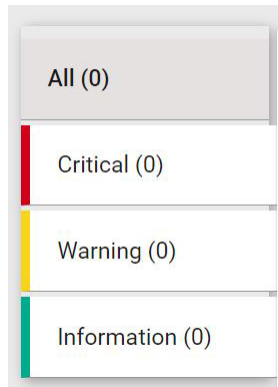 All (0)
Critical (0)
Warning (0)
Information (0)